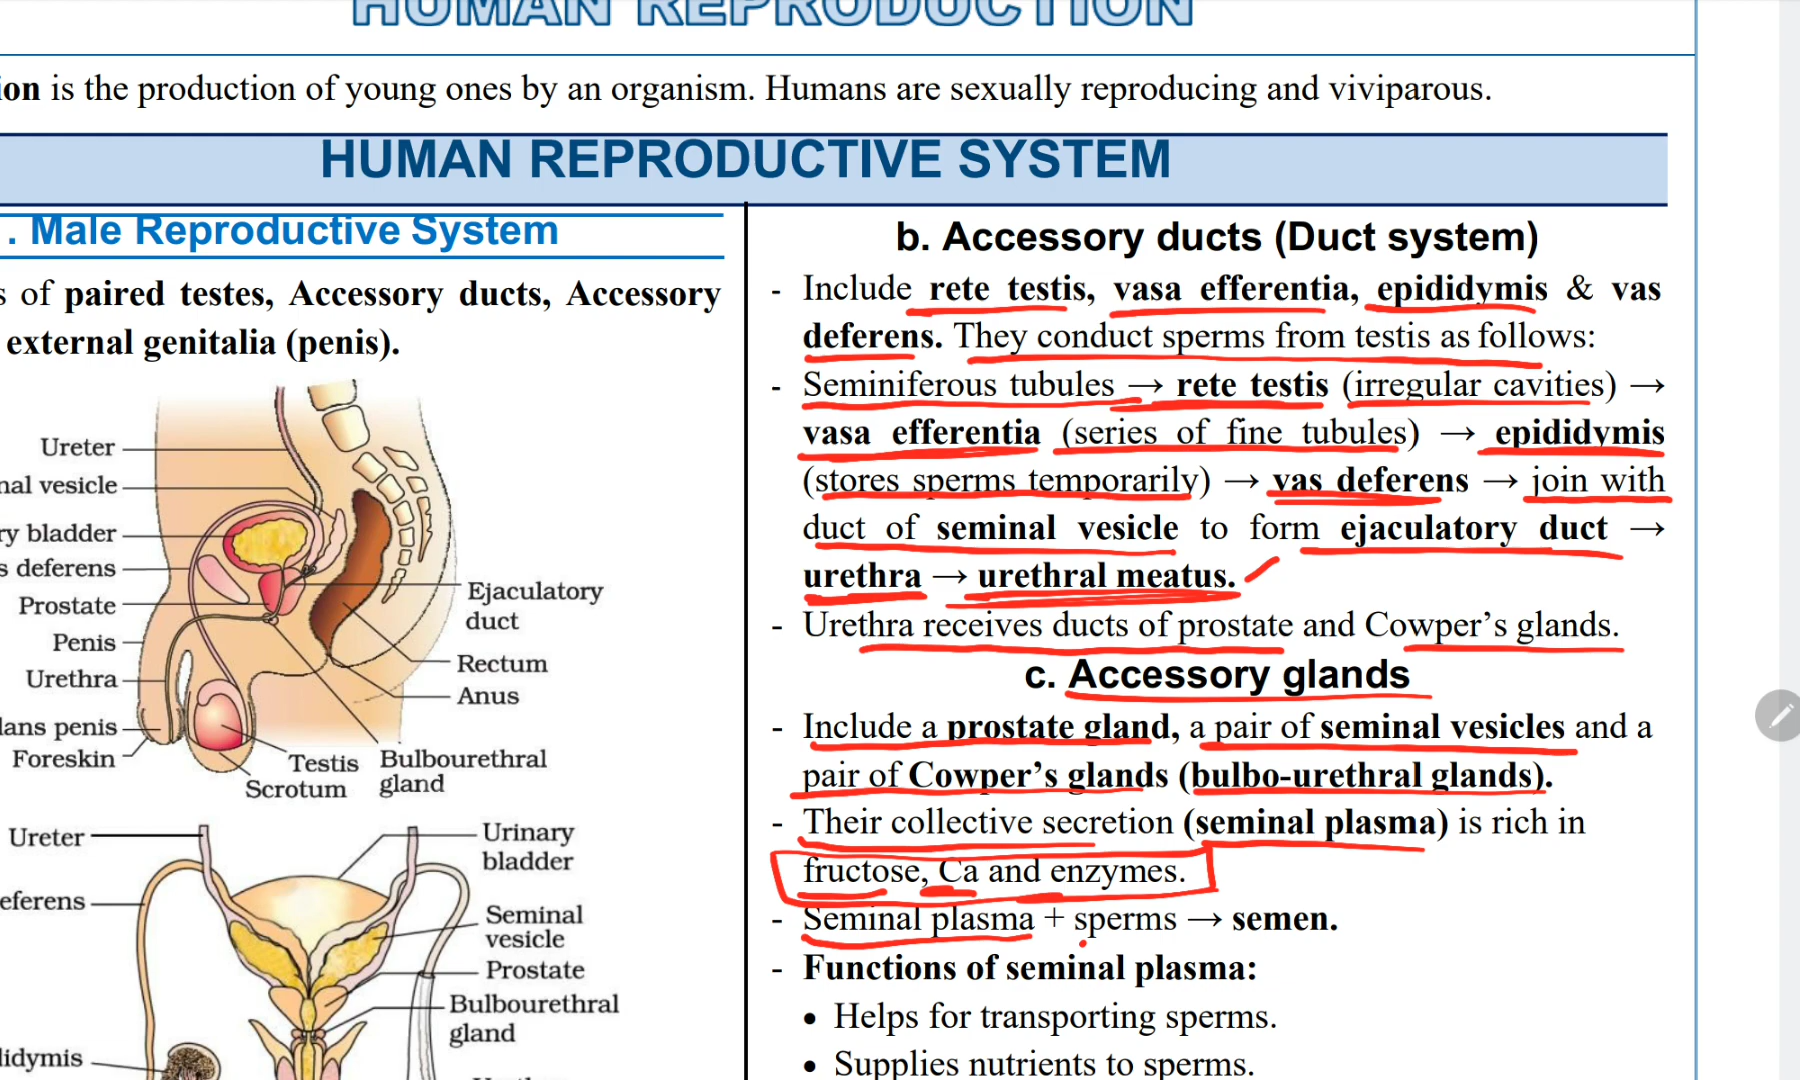 HUMAN REPRODUCTION
ion is the production of young ones by an organism. Humans are sexually reproducing and viviparous.
HUMAN REPRODUCTIVE SYSTEM
. Male Reproductive System
s of paired testes, Accessory ducts, Accessory
external genitalia (penis).
Ureter
nal vesicle
ry bladder
s deferens
Prostate
Penis
Urethra
lans penis
Foreskin
Ejaculatory
duct
Rectum
Anus
Testis
Scrotum
Bulbourethral
gland
Ureter
eferens
lidymis
Urinary
bladder
Seminal
vesicle
Prostate
Bulbourethral
gland
b. Accessory ducts (Duct system)
- Include rete testis, vasa efferentia, epididymis & vas
deferens. They conduct sperms from testis as follows:
- Seminiferous tubules → rete testis (irregular cavities) →
vasa efferentia (series of fine tubules) → epididymis
(stores sperms temporarily) → vas deferens → join with
duct of seminal vesicle to form ejaculatory duct →
urethra → urethral meatus.
- Urethra receives ducts of prostate and Cowper’s glands.
c. Accessory glands
- Include a prostate gland, a pair of seminal vesicles and a
pair of Cowper’s glands (bulbo-urethral glands).
- Their collective secretion (seminal plasma) is rich in
fructose, Ca and enzymes.
- Seminal plasma + sperms → semen.
- Functions of seminal plasma:
• Helps for transporting sperms.
• Supplies nutrients to sperms.